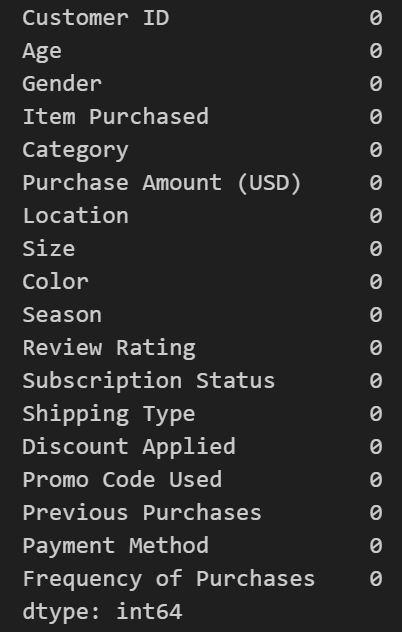 Customer ID 0
Age 0
Gender 0
Item Purchased 0
Category 0
Purchase Amount (USD) 0
Location 0
Size 0
Color 0
Season 0
Review Rating 0
Subscription Status 0
Shipping Type 0
Discount Applied 0
Promo Code Used 0
Previous Purchases 0
Payment Method 0
Frequency of Purchases 0
dtype: int64